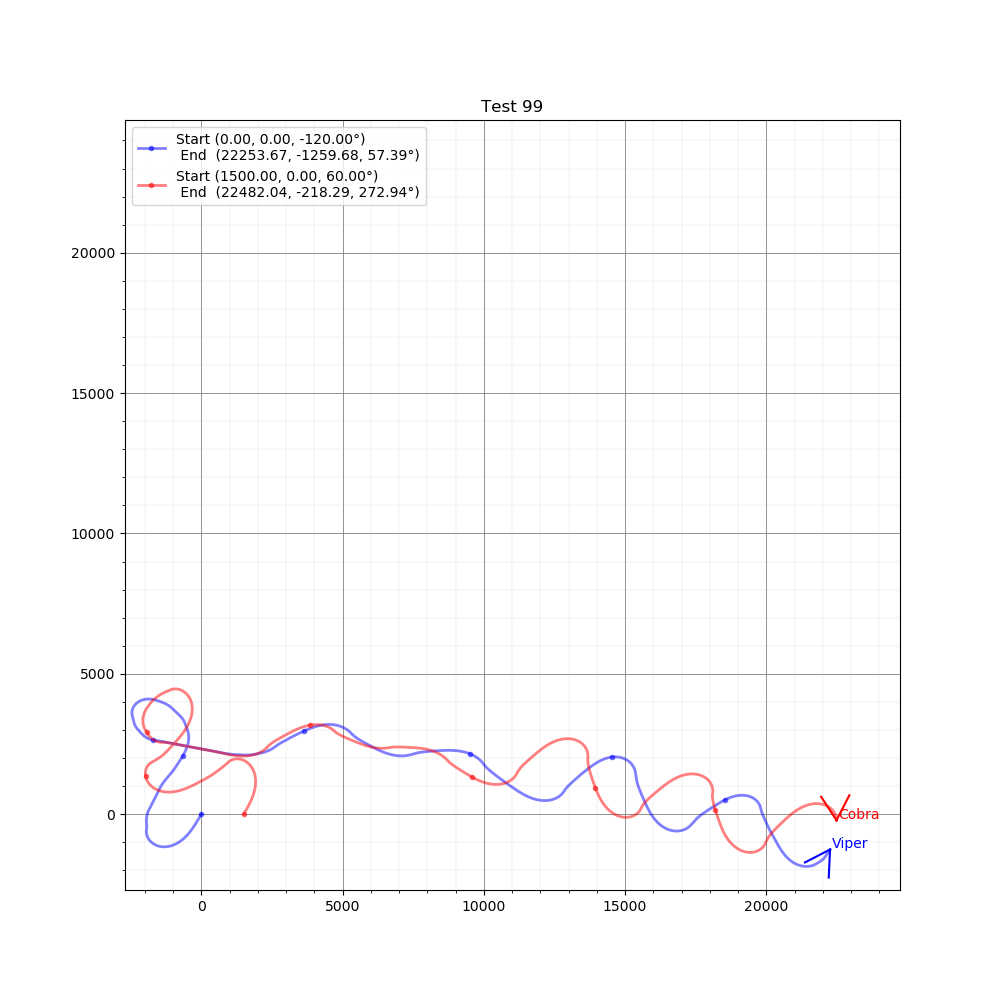 Test 99
Start (0.00, 0.00, -120.00°)
End  (22253.67, -1259.68, 57.39°)
Start (1500.00, 0.00, 60.00°)
End  (22482.04, -218.29, 272.94°)
20000
15000
10000
5000
0
Cobra
Viper
0 5000 10000 15000 20000